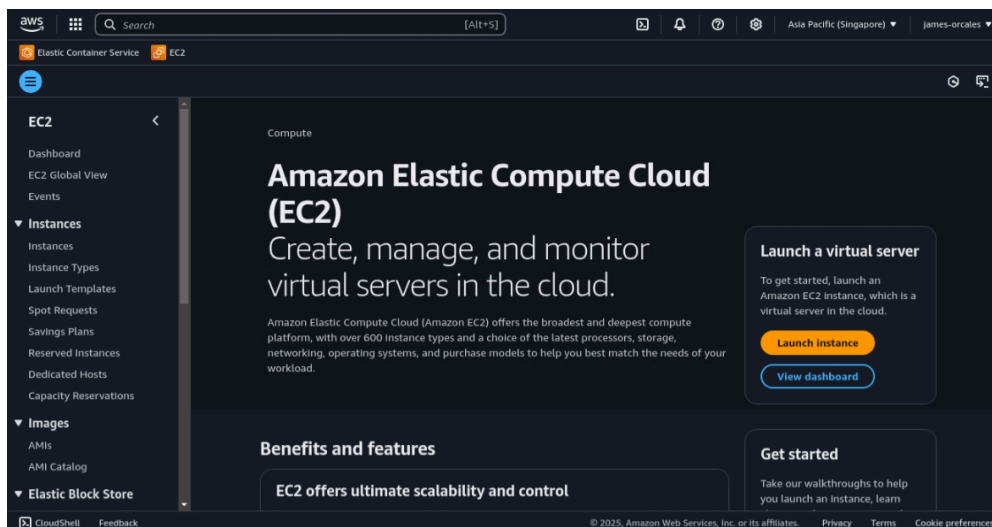 aws
Search [Alt+S]
Asia Pacific (Singapore)
james-orcales
Elastic Container Service
EC2
EC2
Dashboard
EC2 Global View
Events
Instances
Instances
Instance Types
Launch Templates
Spot Requests
Savings Plans
Reserved Instances
Dedicated Hosts
Capacity Reservations
Images
AMIs
AMI Catalog
Elastic Block Store
Compute
Amazon Elastic Compute Cloud
(EC2)
Create, manage, and monitor
virtual servers in the cloud.
Amazon Elastic Compute Cloud (Amazon EC2) offers the broadest and deepest compute
platform, with over 600 instance types and a choice of the latest processors, storage,
networking, operating systems, and purchase models to help you best match the needs of your
workload.
Launch a virtual server
To get started, launch an
Amazon EC2 instance, which is a
virtual server in the cloud.
Launch instance
View dashboard
Benefits and features
EC2 offers ultimate scalability and control
Get started
Take our walkthroughs to help
you launch an instance, learn
CloudShell
Feedback
© 2025, Amazon Web Services, Inc. or its affiliates.
Privacy
Terms
Cookie preference